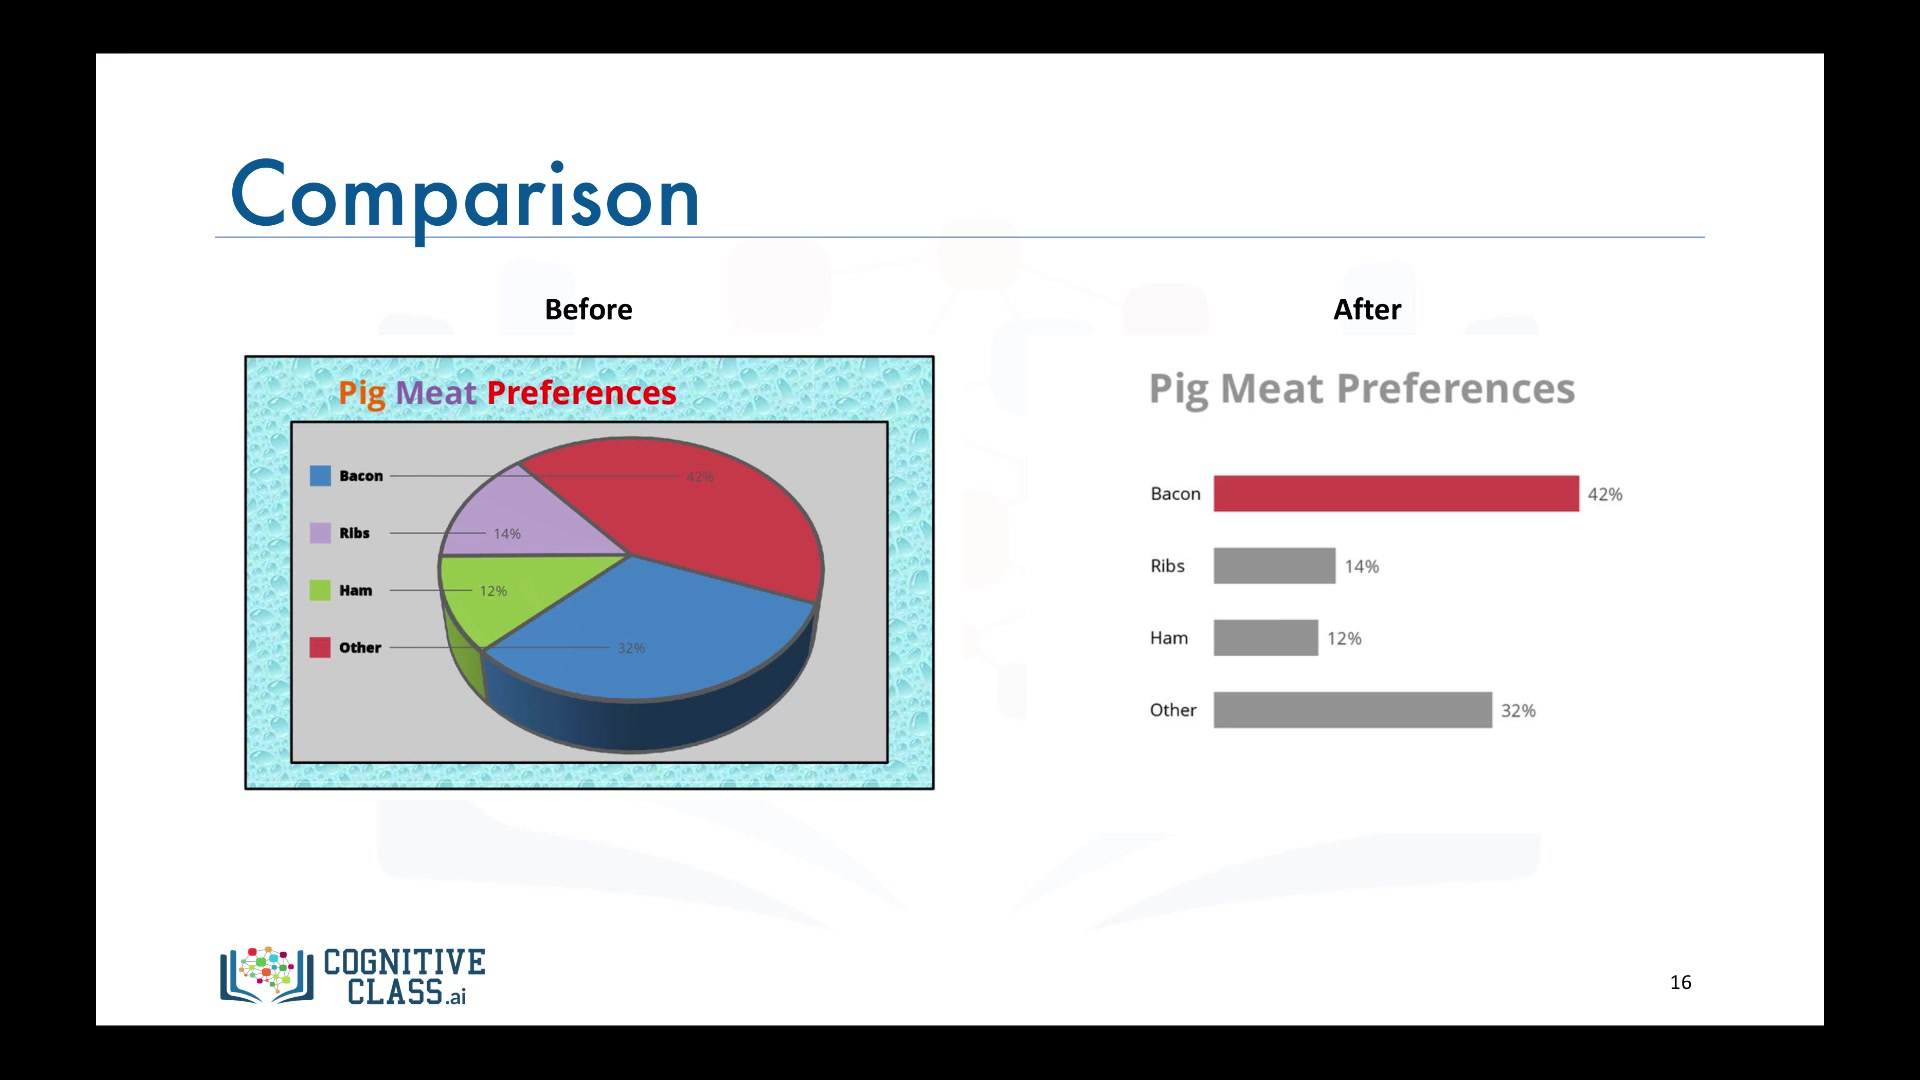 Comparison
Before
After
Pig Meat Preferences
Bacon 42%
Ribs 14%
Ham 12%
Other 32%
Pig Meat Preferences
Bacon 42%
Ribs 14%
Ham 12%
Other 32%
COGNITIVE
CLASS.ai
16